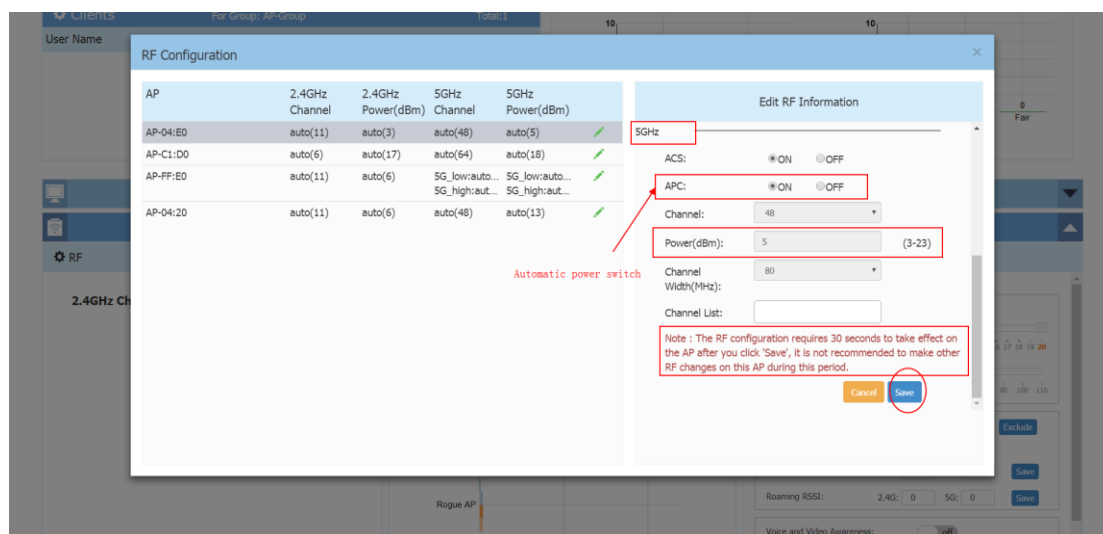 Clients For Group: AP-Group Total:1
User Name
10
10
0
Fair
RF Configuration ×
AP 2.4GHz Channel 2.4GHz Power(dBm) 5GHz Channel 5GHz Power(dBm)
AP-04:E0 auto(11) auto(3) auto(48) auto(5)
AP-C1:D0 auto(6) auto(17) auto(64) auto(18)
AP-FF:E0 auto(11) auto(6) 5G_low:auto... 5G_low:auto...
5G_high:aut... 5G_high:aut...
AP-04:20 auto(11) auto(6) auto(48) auto(13)
Automatic power switch
Edit RF Information
5GHz
ACS: ON OFF
APC: ON OFF
Channel: 48
Power(dBm): 5 (3-23)
Channel
Width(MHz): 80
Channel List:
Note : The RF configuration requires 30 seconds to take effect on
the AP after you click 'Save', it is not recommended to make other
RF changes on this AP during this period.
Cancel Save
RF
2.4GHz Ch
17 18 19 20
90 100 110
Exclude
Save
Rogue AP
Roaming RSSI: 2.4G: 0 5G: 0 Save
Voice and Video Awareness: off